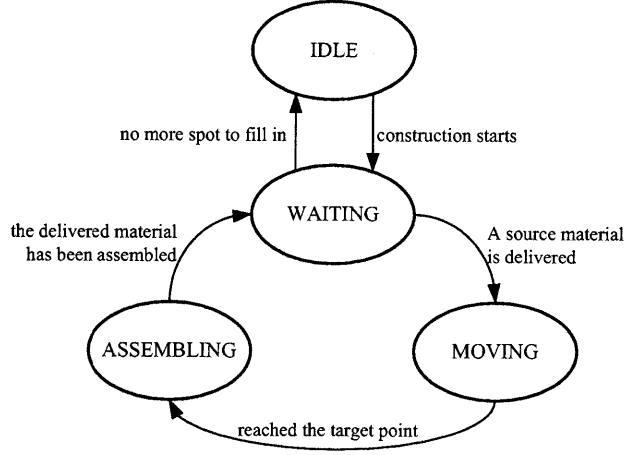 IDLE
no more spot to fill in
construction starts
WAITING
the delivered material
has been assembled
A source material
is delivered
ASSEMBLING
MOVING
reached the target point